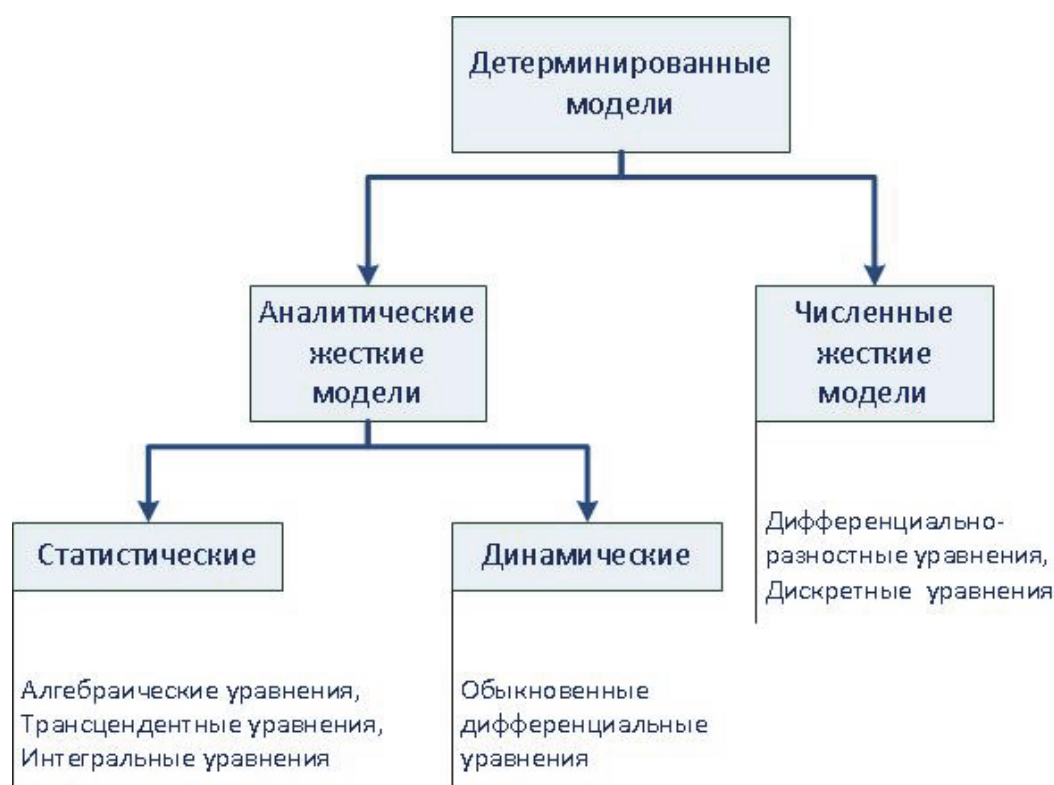 Детерминированные
модели
Аналитические
жесткие
модели
Численные
жесткие
модели
Статистические
Динамические
Дифференциально-
разностные уравнения,
Дискретные уравнения
Алгебраические уравнения,
Трансцендентные уравнения,
Интегральные уравнения
Обыкновенные
дифференциальные
уравнения